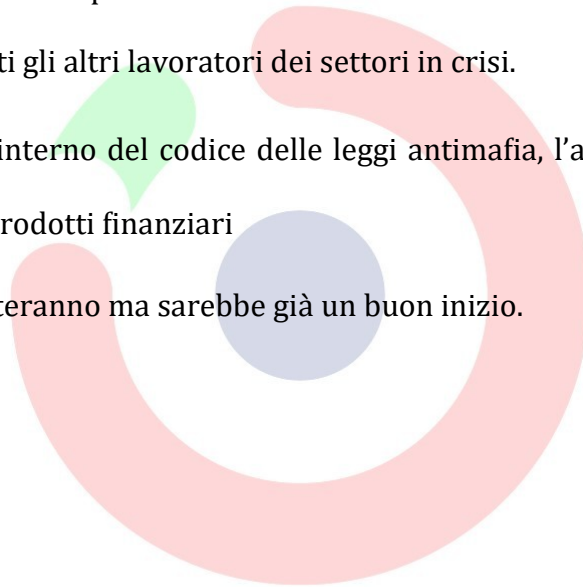 ti gli altri lavoratori dei settori in crisi.
interno del codice delle leggi antimafia, l’a
rodotti finanziari
teranno ma sarebbe già un buon inizio.